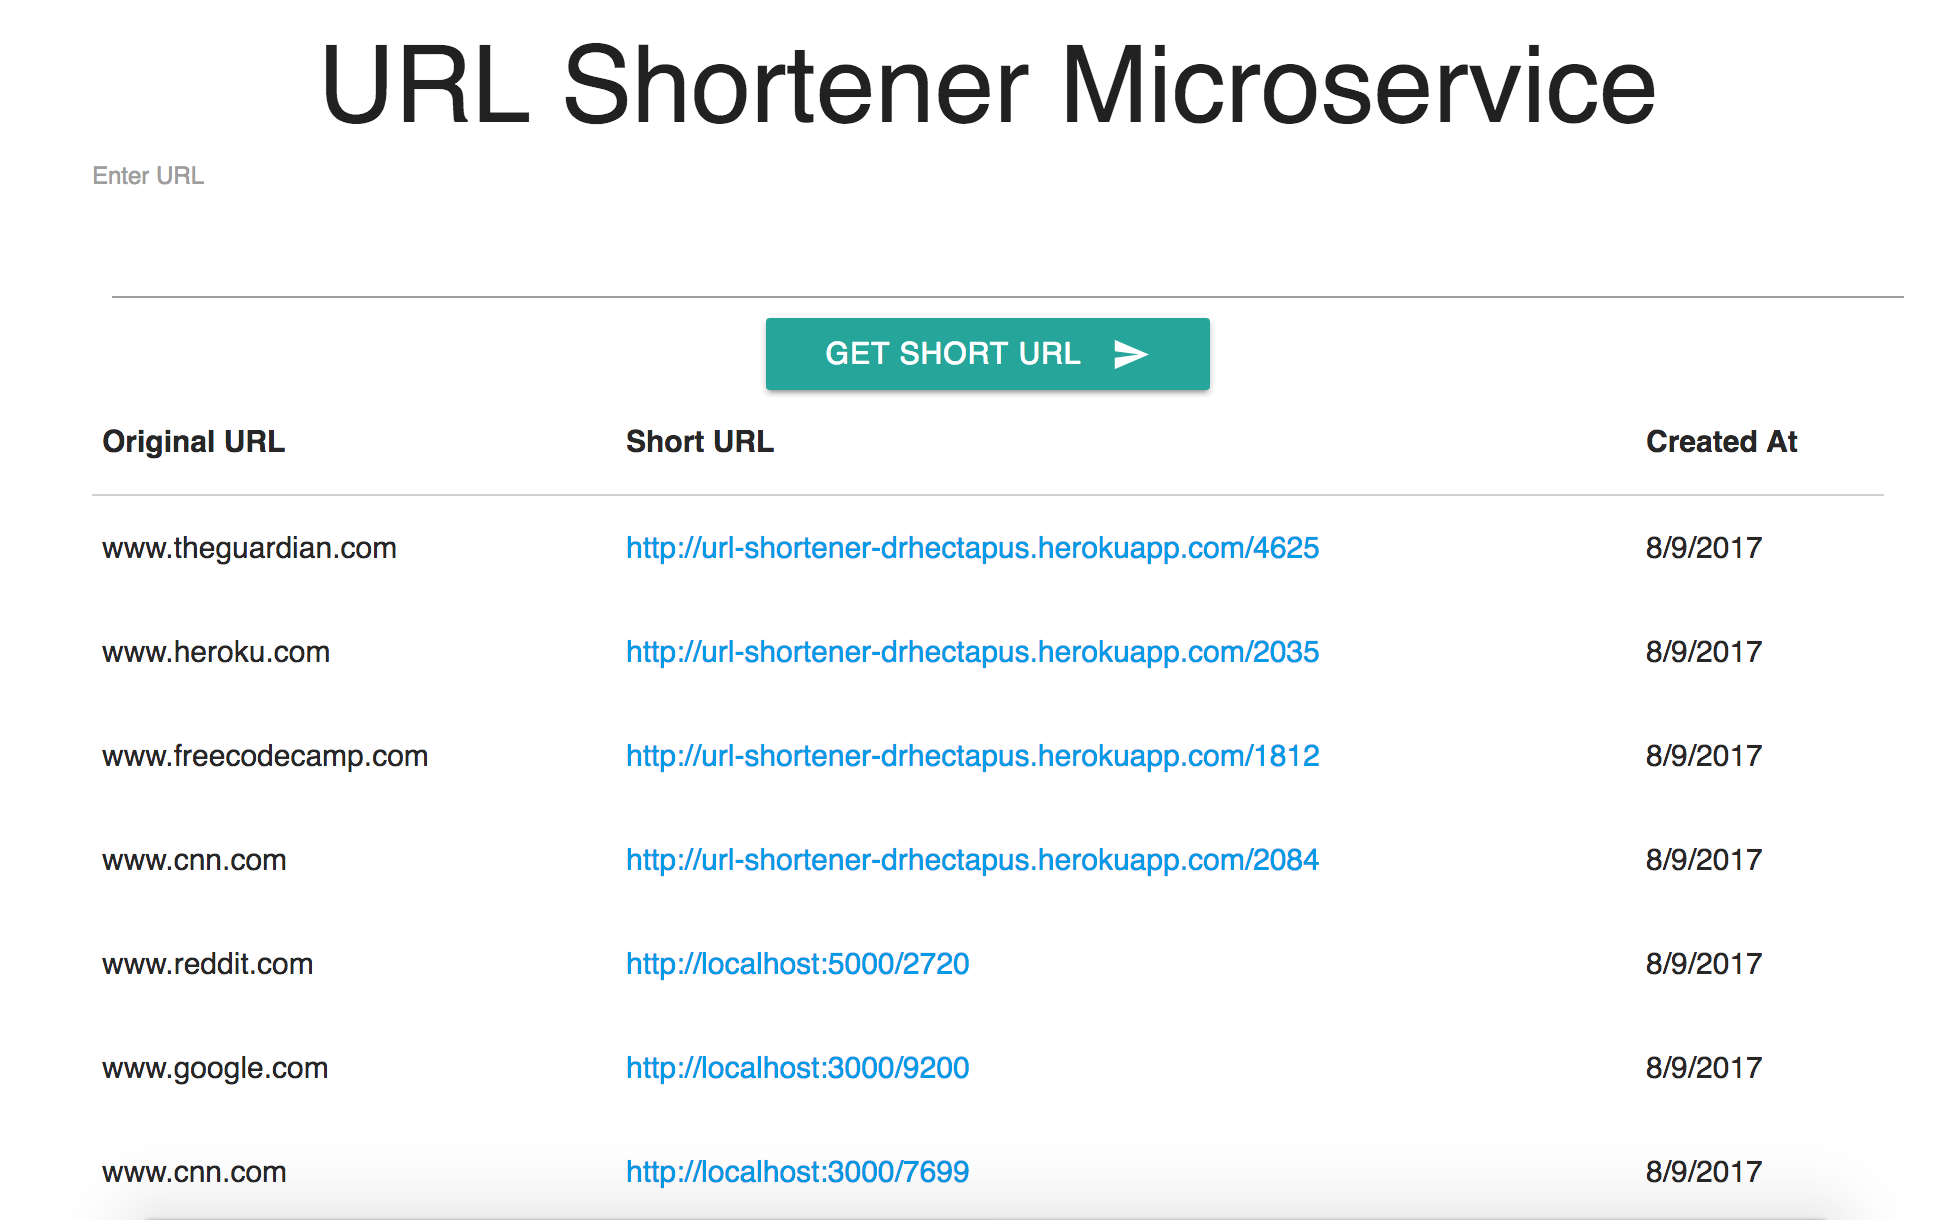 URL Shortener Microservice
Enter URL
GET SHORT URL
Original URL Short URL Created At
www.theguardian.com http://url-shortener-drhectapus.herokuapp.com/4625 8/9/2017
www.heroku.com http://url-shortener-drhectapus.herokuapp.com/2035 8/9/2017
www.freecodecamp.com http://url-shortener-drhectapus.herokuapp.com/1812 8/9/2017
www.cnn.com http://url-shortener-drhectapus.herokuapp.com/2084 8/9/2017
www.reddit.com http://localhost:5000/2720 8/9/2017
www.google.com http://localhost:3000/9200 8/9/2017
www.cnn.com http://localhost:3000/7699 8/9/2017